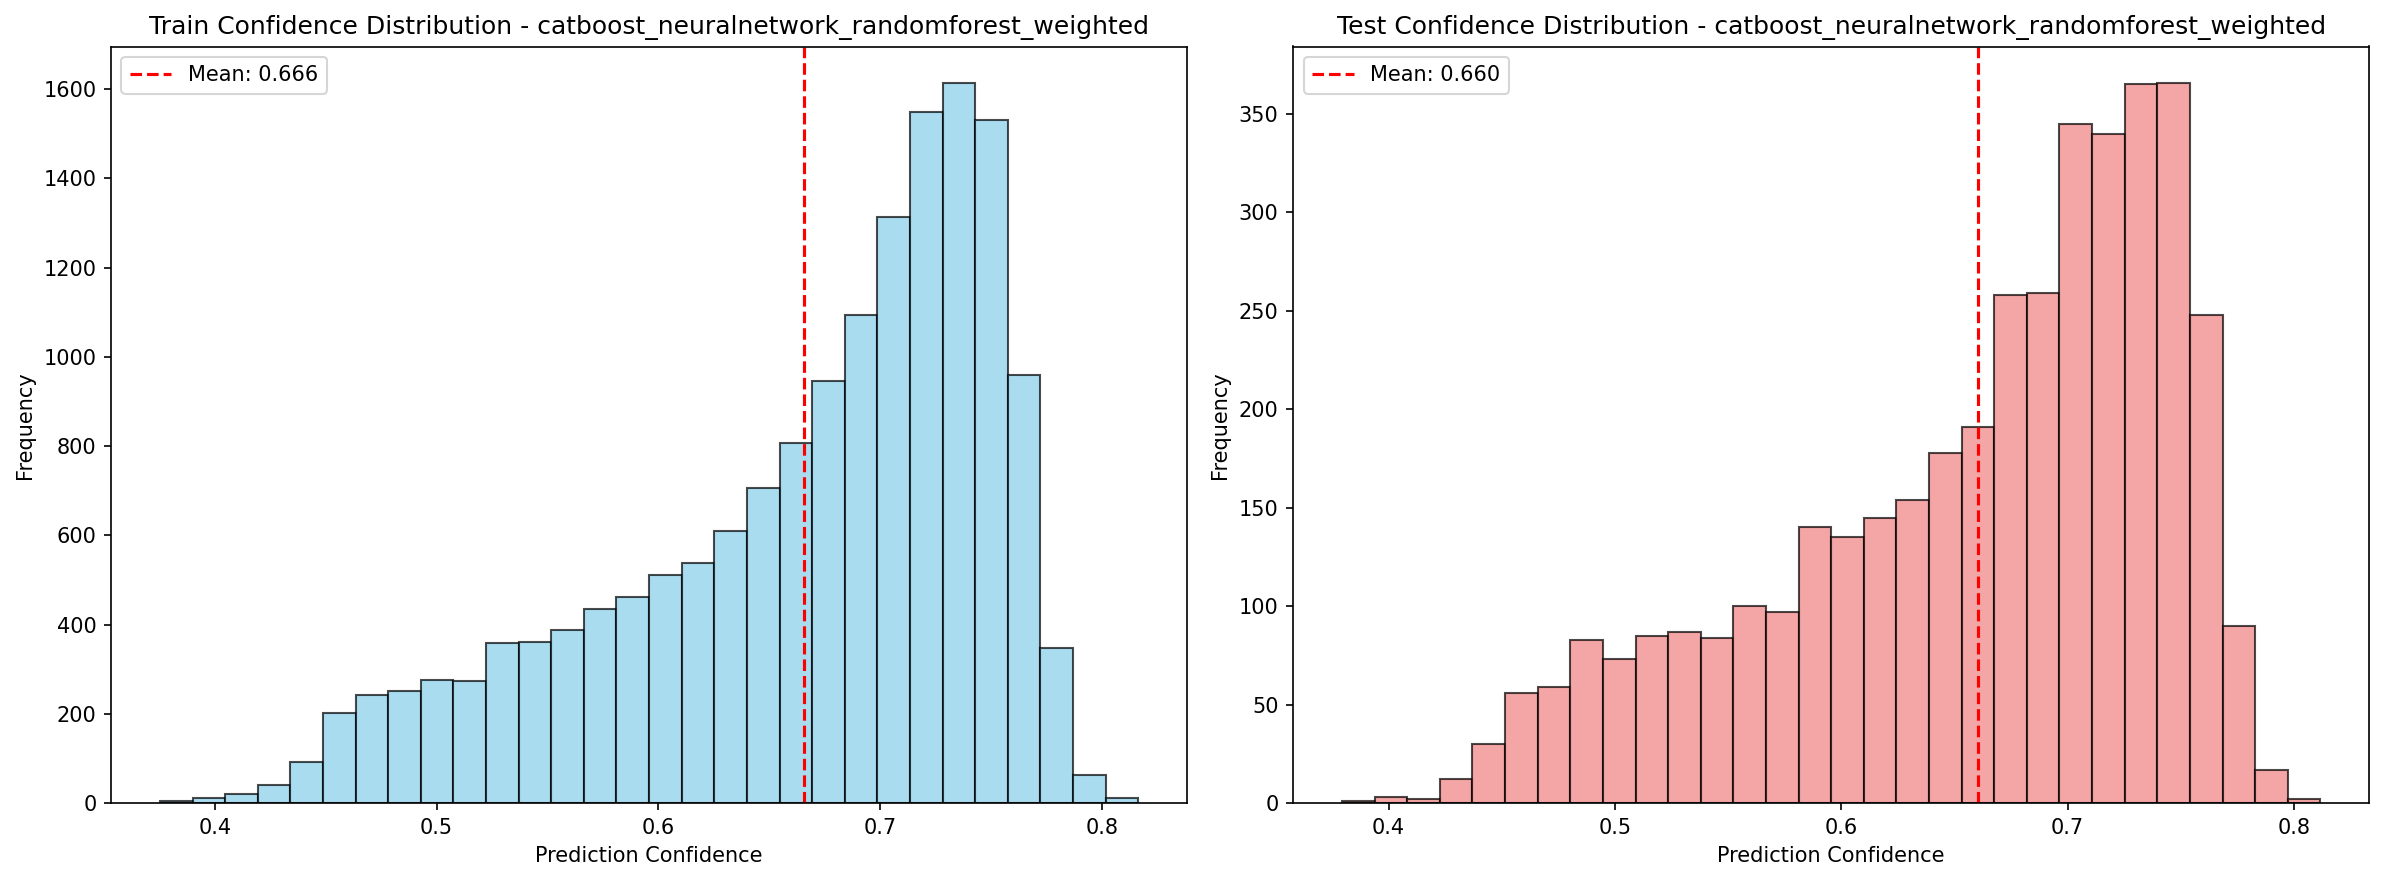 Train Confidence Distribution - catboost_neuralnetwork_randomforest_weighted
Mean: 0.666
1600
1400
1200
1000
800
600
400
200
0
Frequency
0.4 0.5 0.6 0.7 0.8
Prediction Confidence
Test Confidence Distribution - catboost_neuralnetwork_randomforest_weighted
Mean: 0.660
350
300
250
200
150
100
50
0
Frequency
0.4 0.5 0.6 0.7 0.8
Prediction Confidence